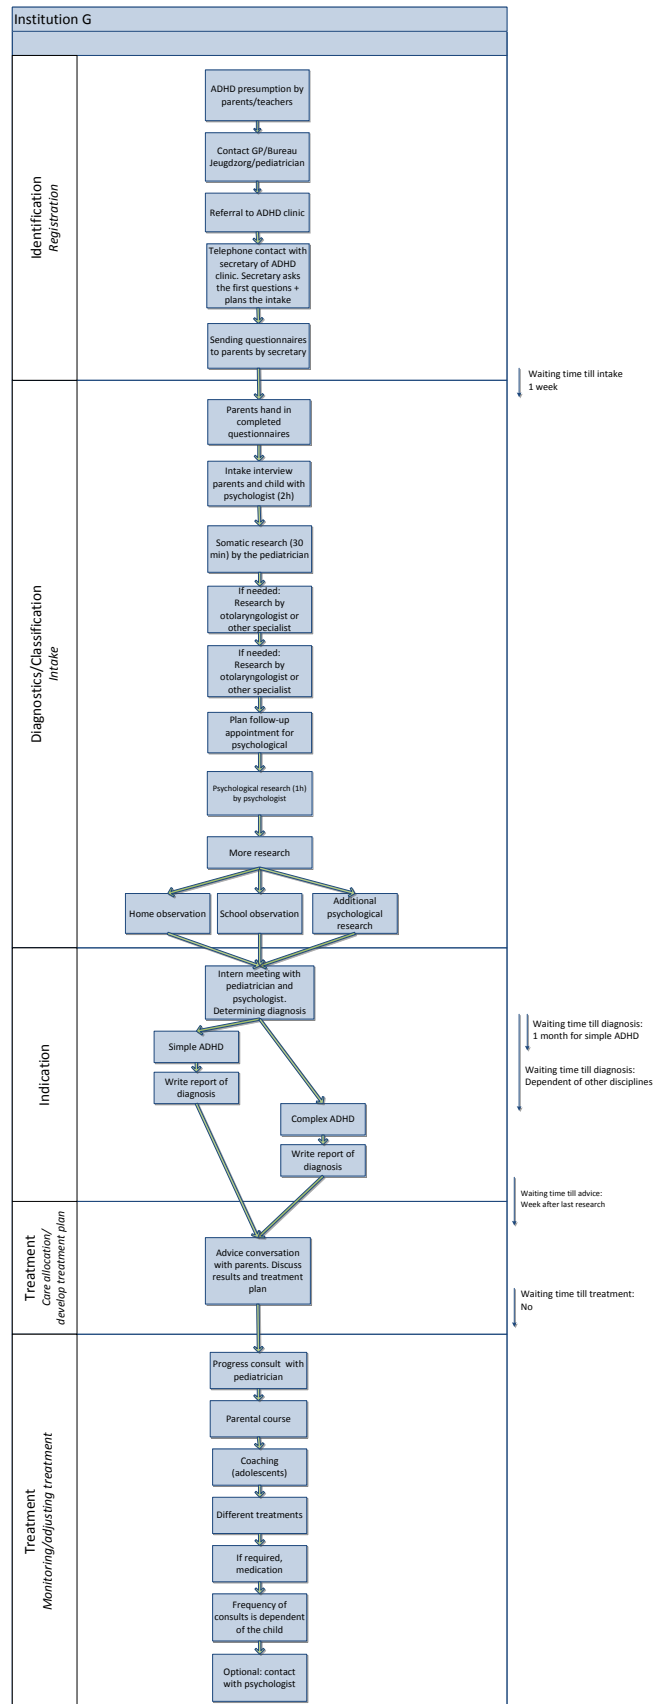 Institution G
Identification
Registration
ADHD presumption by
parents/teachers
Contact GP/Bureau
Jeugdzorg/pediatrician
Referral to ADHD clinic
Telephone contact with
secretary of ADHD
clinic. Secretary asks
the first questions +
plans the intake
Sending questionnaires
to parents by secretary
Waiting time till intake
1 week
Diagnostics/Classification
Intake
Parents hand in
completed
questionnaires
Intake interview
parents and child with
psychologist (2h)
Somatic research (30
min) by the pediatrician
If needed:
Research by
otolaryngologist or
other specialist
If needed:
Research by
otolaryngologist or
other specialist
Plan follow-up
appointment for
psychological
Psychological research (1h)
by psychologist
More research
Home observation
School observation
Additional
psychological
research
Indication
Intern meeting with
pediatrician and
psychologist.
Determining diagnosis
Simple ADHD
Write report of
diagnosis
Complex ADHD
Write report of
diagnosis
Waiting time till diagnosis:
1 month for simple ADHD
Waiting time till diagnosis:
Dependent of other disciplines
Waiting time till advice:
Week after last research
Treatment
Care allocation/
develop treatment plan
Advice conversation
with parents. Discuss
results and treatment
plan
Waiting time till treatment:
No
Treatment
Monitoring/adjusting treatment
Progress consult with
pediatrician
Parental course
Coaching
(adolescents)
Different treatments
If required,
medication
Frequency of
consults is dependent
of the child
Optional: contact
with psychologist